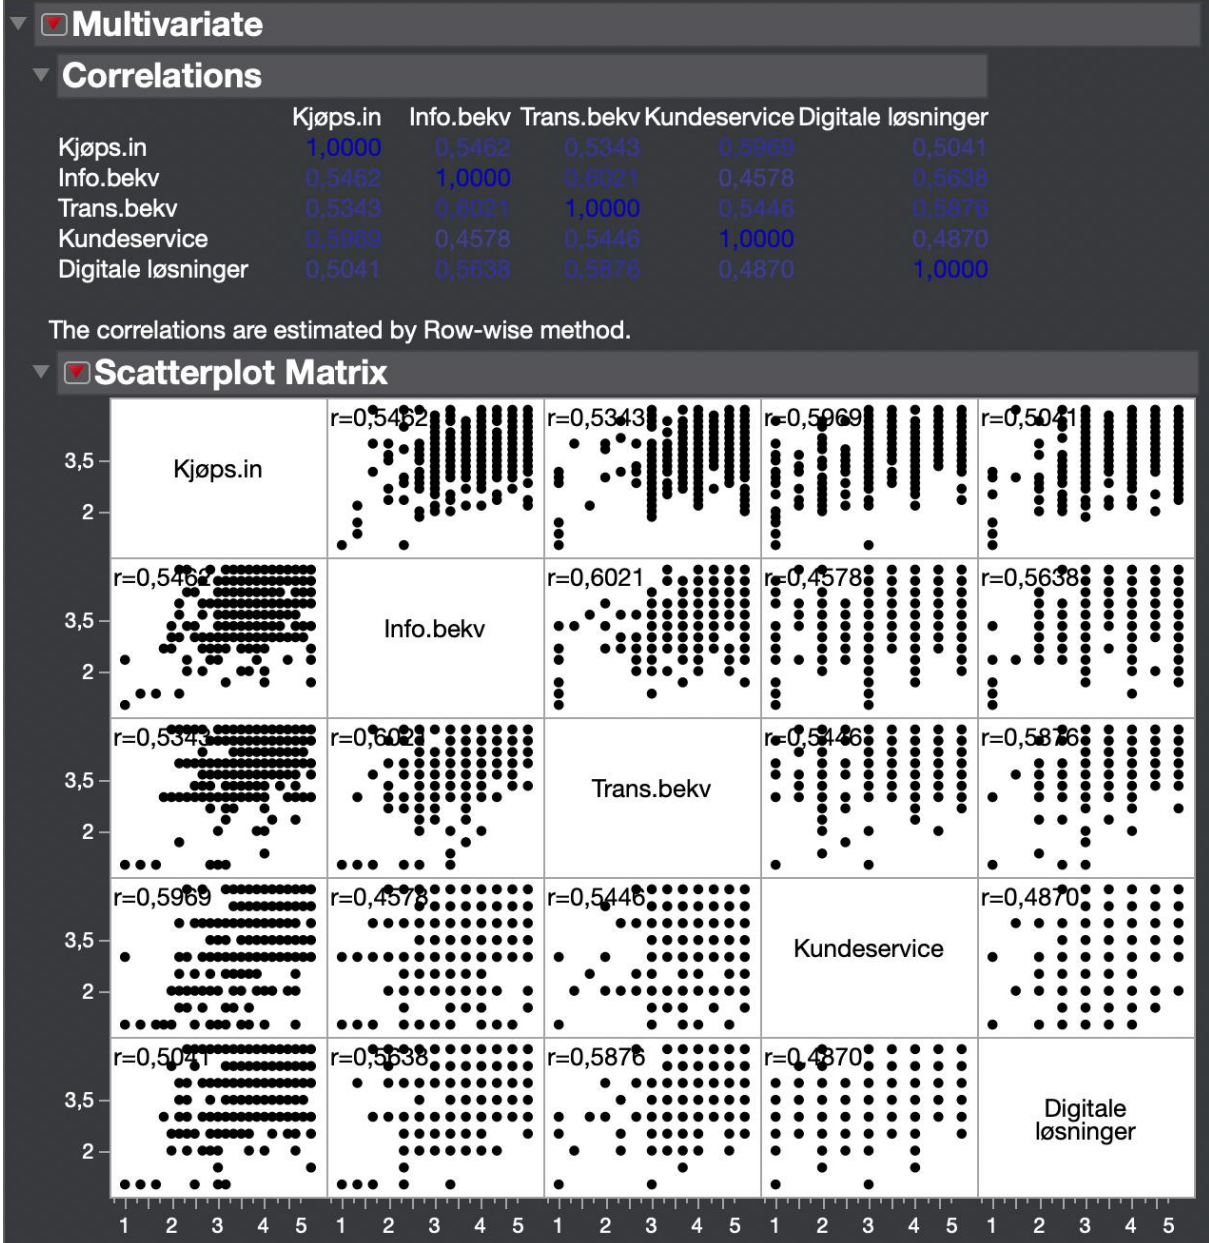 Multivariate
Correlations
Kjøps.in Info.bekv Trans.bekv Kundeservice Digitale løsninger
Kjøps.in 1,0000 0,5462 0,5343 0,5969 0,5041
Info.bekv 0,5462 1,0000 0,6021 0,4578 0,5638
Trans.bekv 0,5343 0,6021 1,0000 0,5446 0,5876
Kundeservice 0,5969 0,4578 0,5446 1,0000 0,4870
Digitale løsninger 0,5041 0,5638 0,5876 0,4870 1,0000
The correlations are estimated by Row-wise method.
Scatterplot Matrix
r=0,5462 r=0,5343 r=0,5969 r=0,5041
3,5 Kjøps.in
2
r=0,5462 r=0,6021 r=0,4578 r=0,5638
3,5 Info.bekv
2
r=0,5343 r=0,6021 r=0,5446 r=0,5876
3,5 Trans.bekv
2
r=0,5969 r=0,4578 r=0,5446 r=0,4870
3,5 Kundeservice
2
r=0,5041 r=0,5638 r=0,5876 r=0,4870
3,5 Digitale
løsninger
2
1 2 3 4 5 1 2 3 4 5 1 2 3 4 5 1 2 3 4 5 1 2 3 4 5